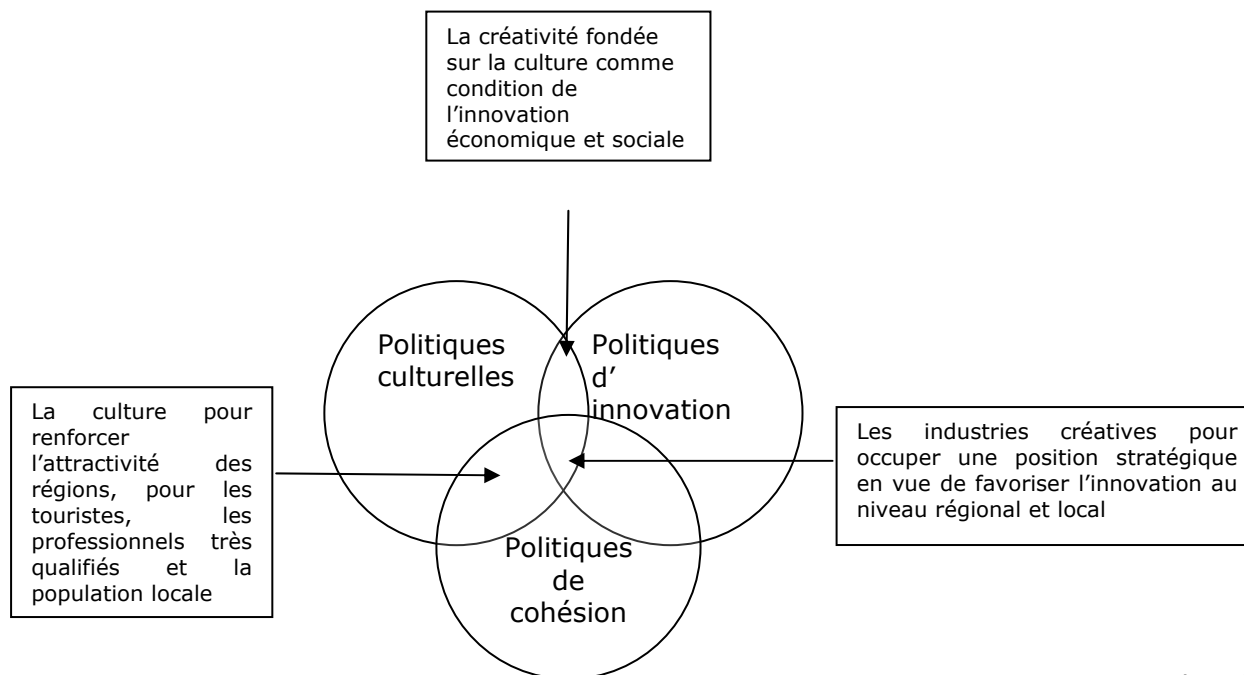 La créativité fondée
sur la culture comme
condition de
l’innovation
économique et sociale
Politiques
culturelles
Politiques
d’
innovation
La culture pour
renforcer
l’attractivité des
régions, pour les
touristes, les
professionnels très
qualifiés et la
population locale
Les industries créatives pour
occuper une position stratégique
en vue de favoriser l’innovation au
niveau régional et local
Politiques
de
cohésion